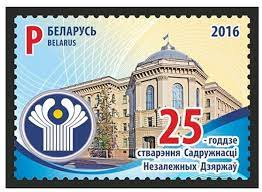 Р БЕЛАРУСЬ 2016
BELARUS
25-годдзе
стварэння Садружнасці
Незалежных Дзяржаў